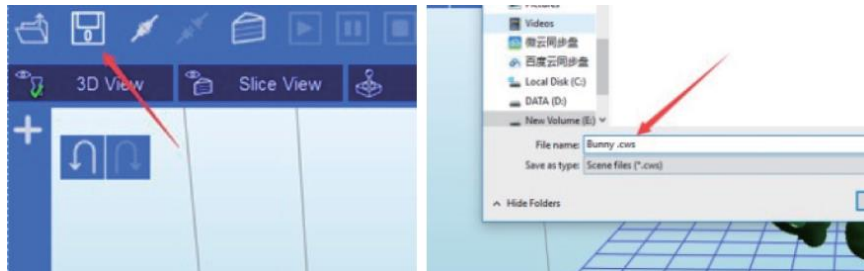 3D View
Slice View
Pictures
Videos
微云同步盘
百度云同步盘
Local Disk (C:)
DATA (D:)
New Volume (E:)
File name: Bunny .cws
Save as type: Scene files (*.cws)
Hide Folders